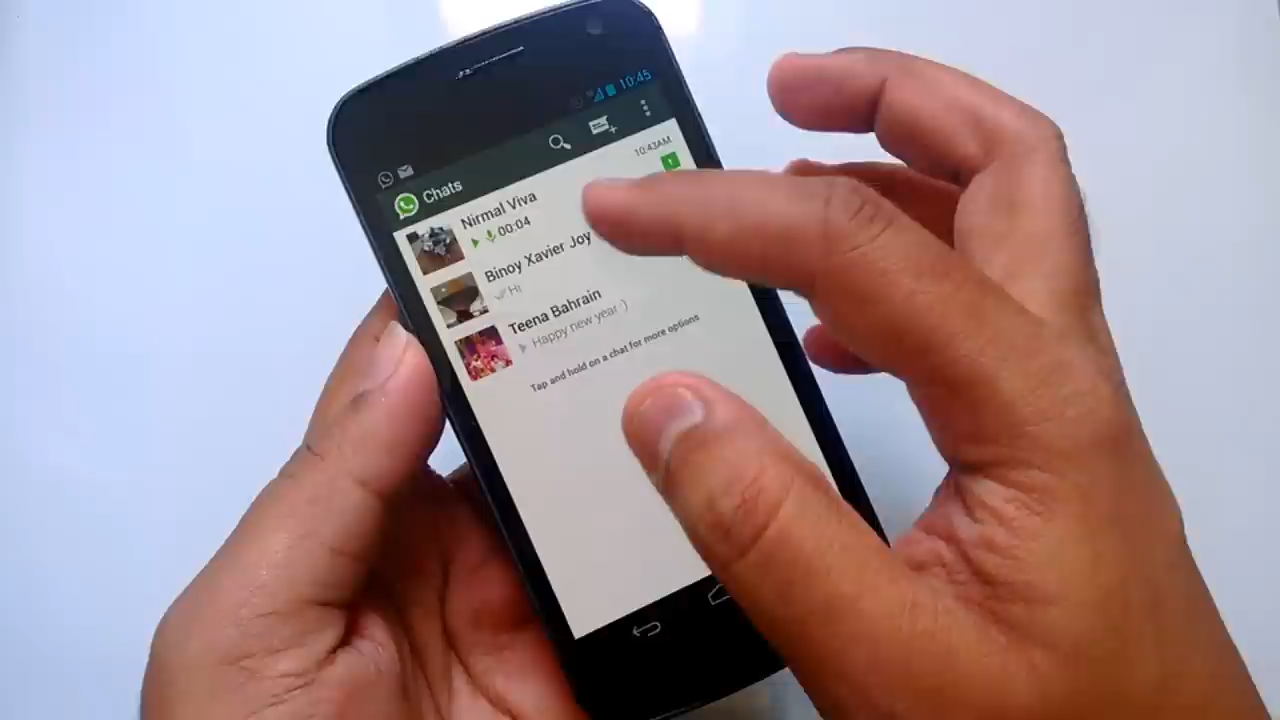 10:45
Chats
10:43AM
1
Nirmal Viva
00:04
Binoy Xavier Joy
Hi
Teena Bahrain
Happy new year :)
Tap and hold on a chat for more options